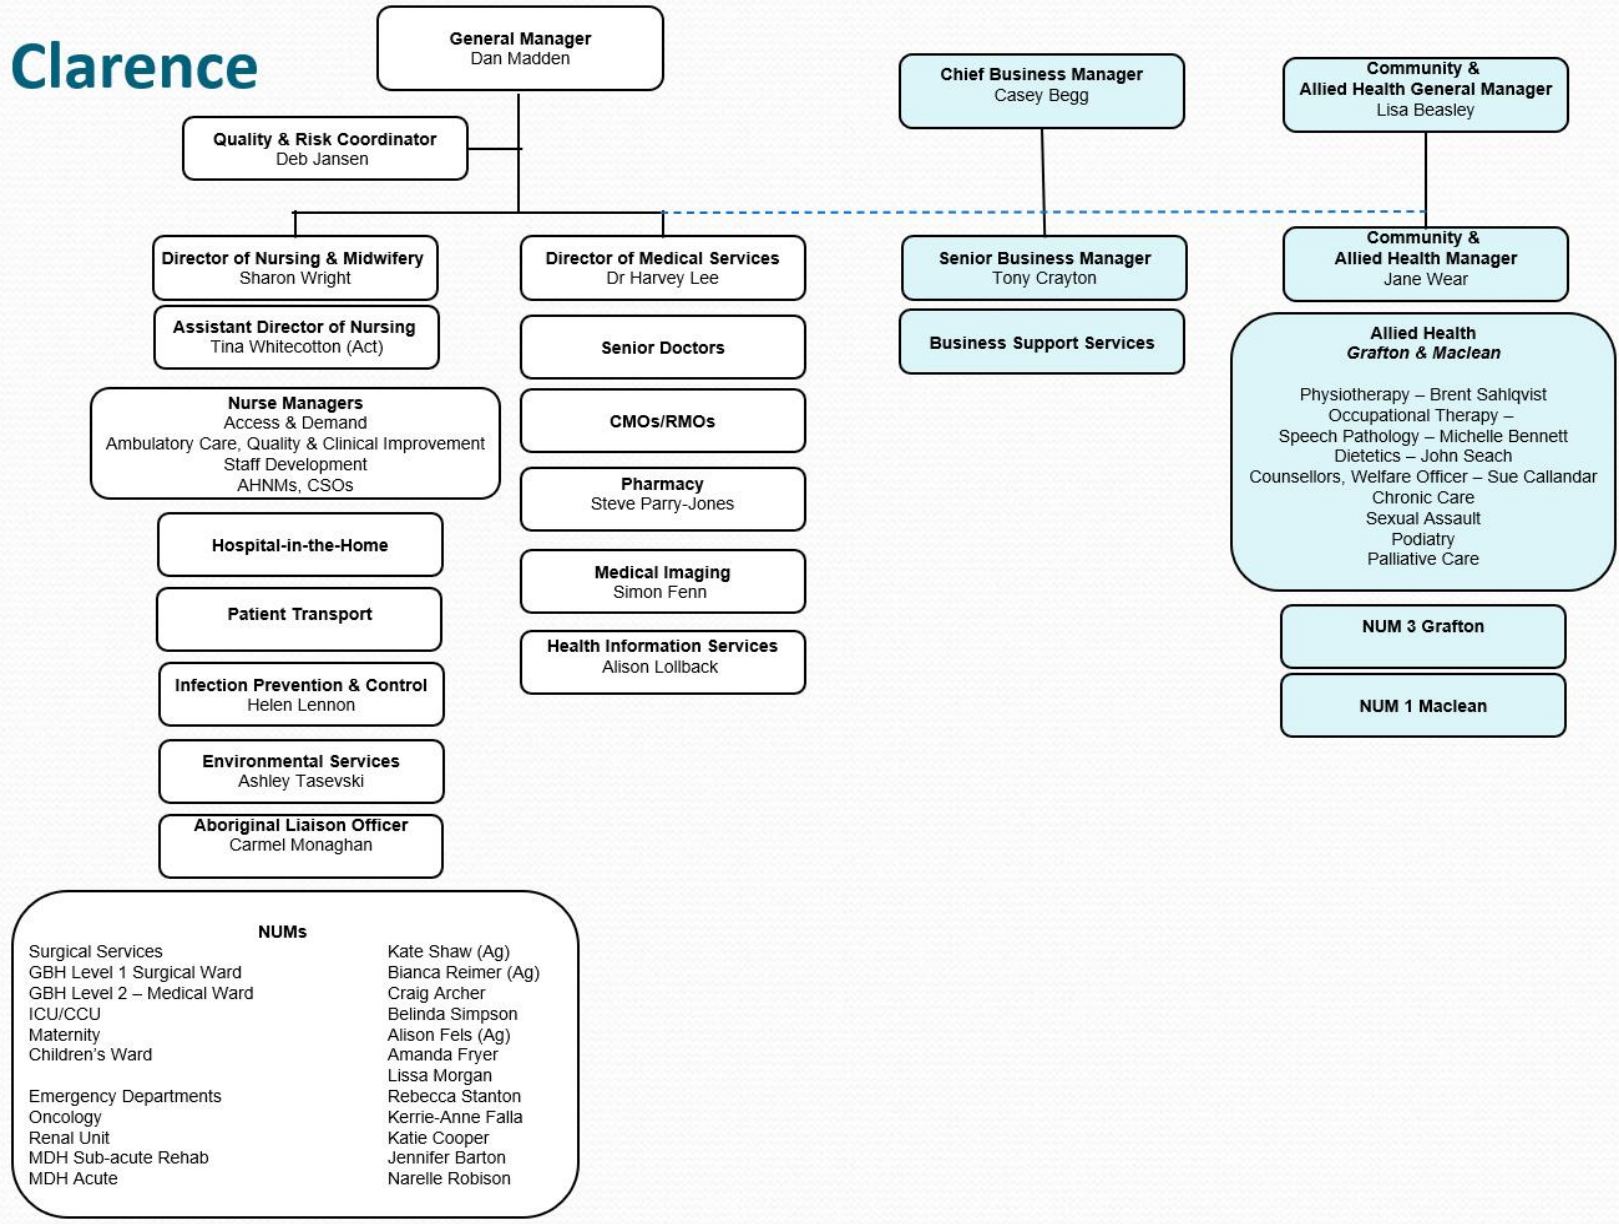 Clarence
General Manager
Dan Madden
Quality & Risk Coordinator
Deb Jansen
Chief Business Manager
Casey Begg
Community &
Allied Health General Manager
Lisa Beasley
Director of Nursing & Midwifery
Sharon Wright
Assistant Director of Nursing
Tina Whitecotton (Act)
Nurse Managers
Access & Demand
Ambulatory Care, Quality & Clinical Improvement
Staff Development
AHNMs, CSOs
Hospital-in-the-Home
Patient Transport
Infection Prevention & Control
Helen Lennon
Environmental Services
Ashley Tasevski
Aboriginal Liaison Officer
Carmel Monaghan
NUMs
Surgical Services Kate Shaw (Ag)
GBH Level 1 Surgical Ward Bianca Reimer (Ag)
GBH Level 2 – Medical Ward Craig Archer
ICU/CCU Belinda Simpson
Maternity Alison Fels (Ag)
Children's Ward Amanda Fryer
Lissa Morgan
Emergency Departments Rebecca Stanton
Oncology Kerrie-Anne Falla
Renal Unit Katie Cooper
MDH Sub-acute Rehab Jennifer Barton
MDH Acute Narelle Robison
Director of Medical Services
Dr Harvey Lee
Senior Doctors
CMOs/RMOs
Pharmacy
Steve Parry-Jones
Medical Imaging
Simon Fenn
Health Information Services
Alison Lollback
Senior Business Manager
Tony Crayton
Business Support Services
Community &
Allied Health Manager
Jane Wear
Allied Health
Grafton & Maclean
Physiotherapy – Brent Sahlqvist
Occupational Therapy –
Speech Pathology – Michelle Bennett
Dietetics – John Seach
Counsellors, Welfare Officer – Sue Callandar
Chronic Care
Sexual Assault
Podiatry
Palliative Care
NUM 3 Grafton
NUM 1 Maclean